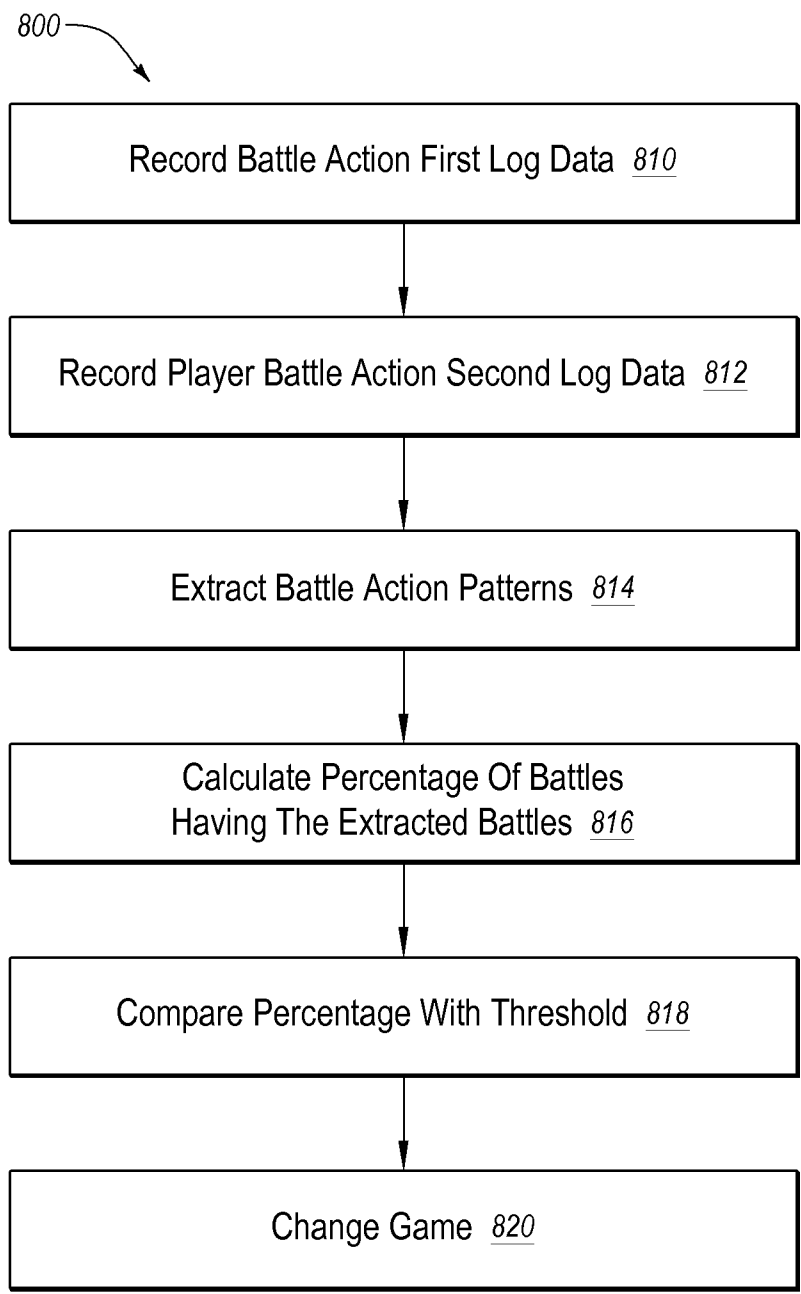 800
Record Battle Action First Log Data 810
Record Player Battle Action Second Log Data 812
Extract Battle Action Patterns 814
Calculate Percentage Of Battles
Having The Extracted Battles 816
Compare Percentage With Threshold 818
Change Game 820